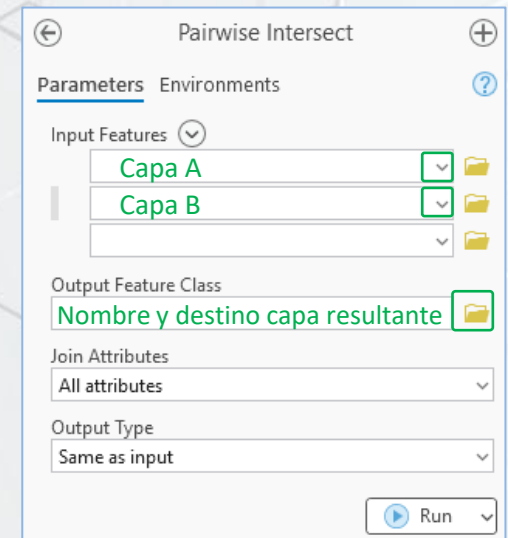 Pairwise Intersect
Parameters Environments
Input Features
Capa A
Capa B
Output Feature Class
Nombre y destino capa resultante
Join Attributes
All attributes
Output Type
Same as input
Run